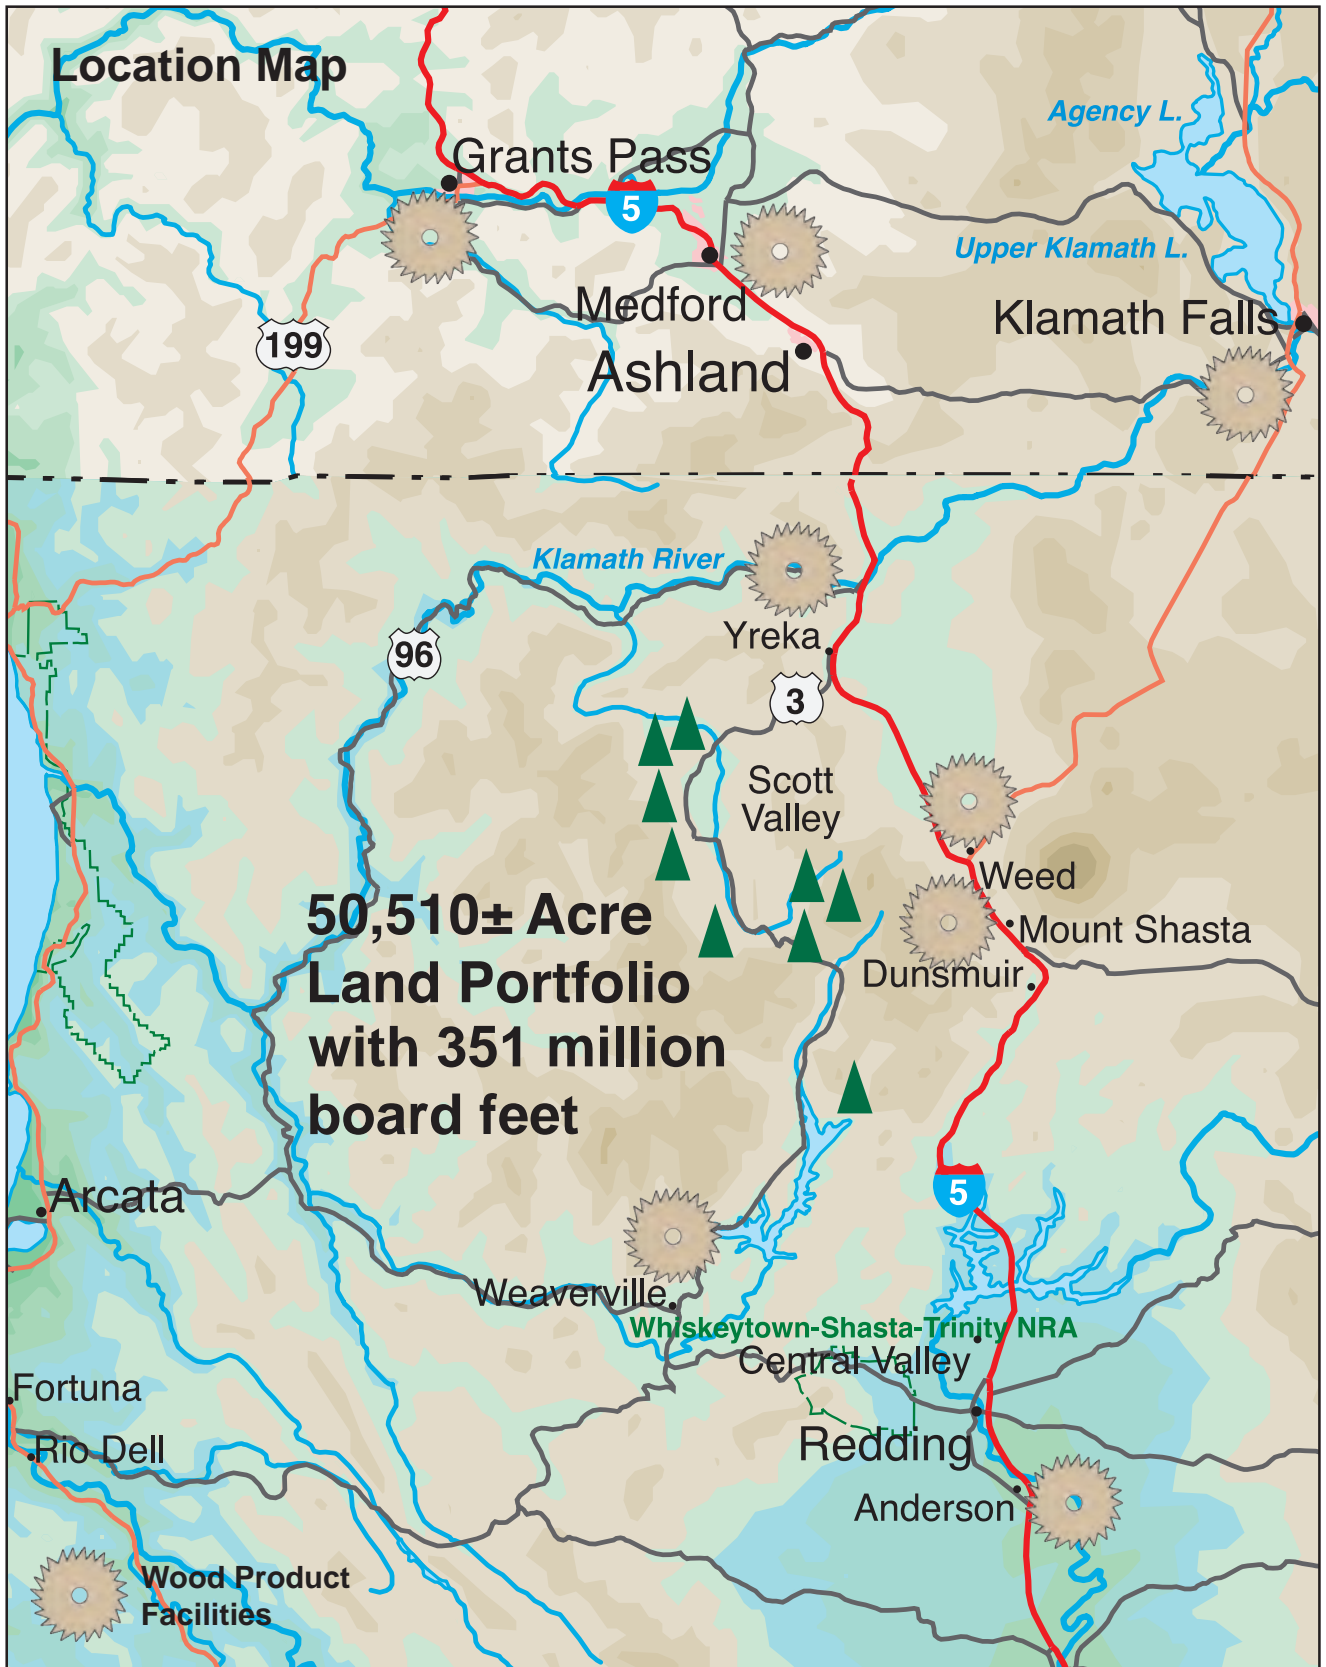 Location Map
Agency L.
Grants Pass
5
Upper Klamath L.
Medford
Klamath Falls
199
Ashland
Klamath River
Yreka
96
3
Scott
Valley
Weed
50,510± Acre
Land Portfolio
with 351 million
board feet
Mount Shasta
Dunsmuir
5
Arcata
Weaverville
Whiskeytown-Shasta-Trinity NRA
Central Valley
Fortuna
Redding
Rio Dell
Anderson
Wood Product
Facilities